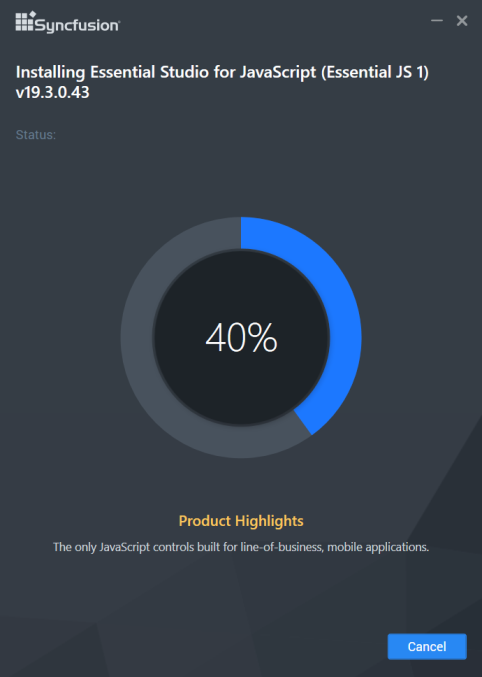 Syncfusion
Installing Essential Studio for JavaScript (Essential JS 1)
v19.3.0.43
Status:
40%
Product Highlights
The only JavaScript controls built for line-of-business, mobile applications.
Cancel